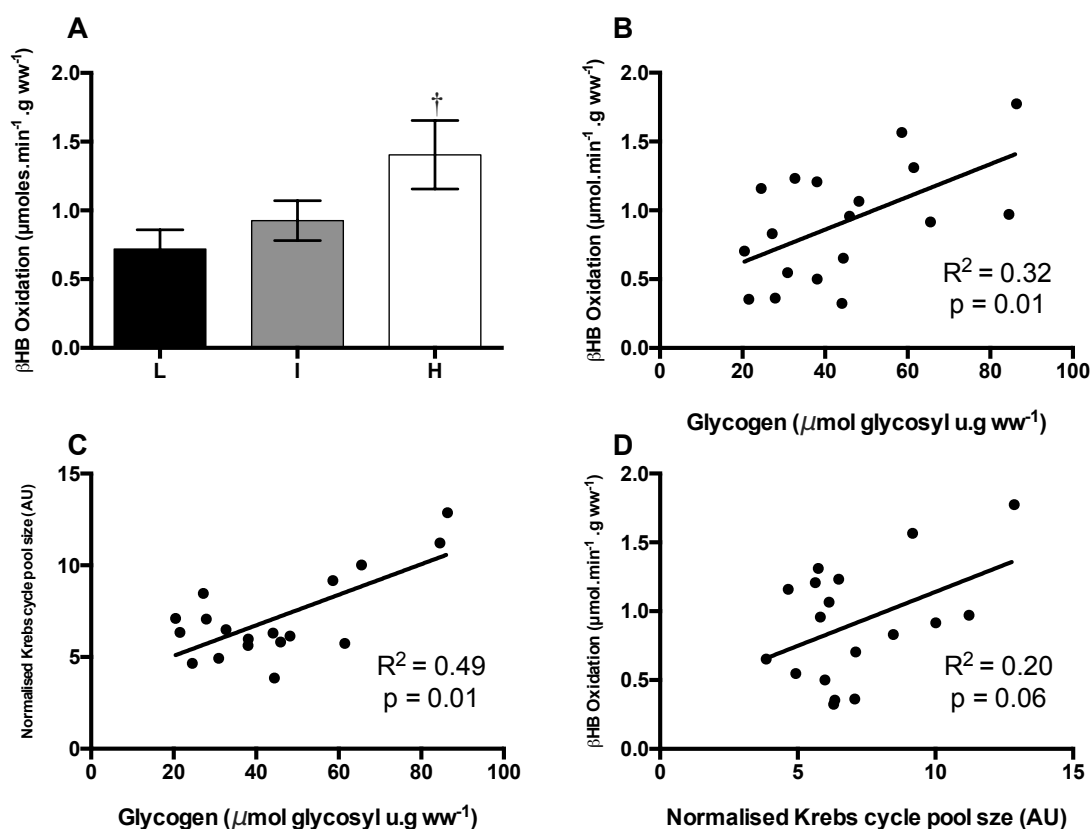 A
βHB Oxidation (μmoles.min⁻¹.g ww⁻¹)
2.0
1.5
1.0
0.5
0.0
†
L I H
B
βHB Oxidation (μmol.min⁻¹.g ww⁻¹)
2.0
1.5
1.0
0.5
0.0
R² = 0.32
p = 0.01
0 20 40 60 80 100
Glycogen (μmol glycosyl u.g ww⁻¹)
C
Normalised Krebs cycle pool size (AU)
15
10
5
0
R² = 0.49
p = 0.01
0 20 40 60 80 100
Glycogen (μmol glycosyl u.g ww⁻¹)
D
βHB Oxidation (μmol.min⁻¹.g ww⁻¹)
2.0
1.5
1.0
0.5
0.0
R² = 0.20
p = 0.06
0 5 10 15
Normalised Krebs cycle pool size (AU)